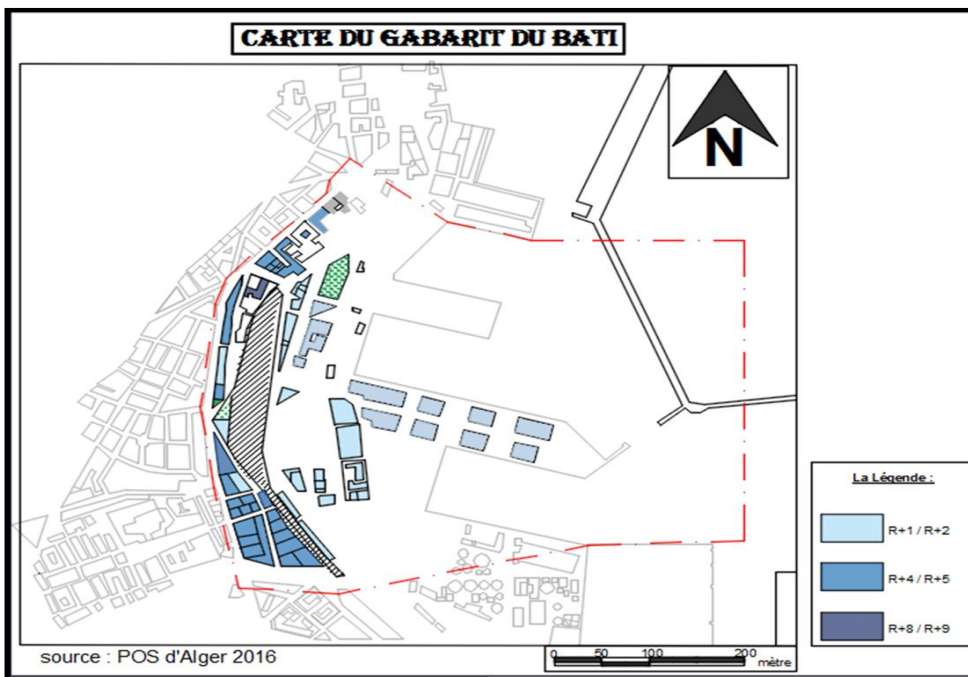 CARTE DU GABARIT DU BATI
N
La Légende :
R+1 / R+2
R+4 / R+5
R+8 / R+9
source : POS d'Alger 2016
0 50 100 200
mètre